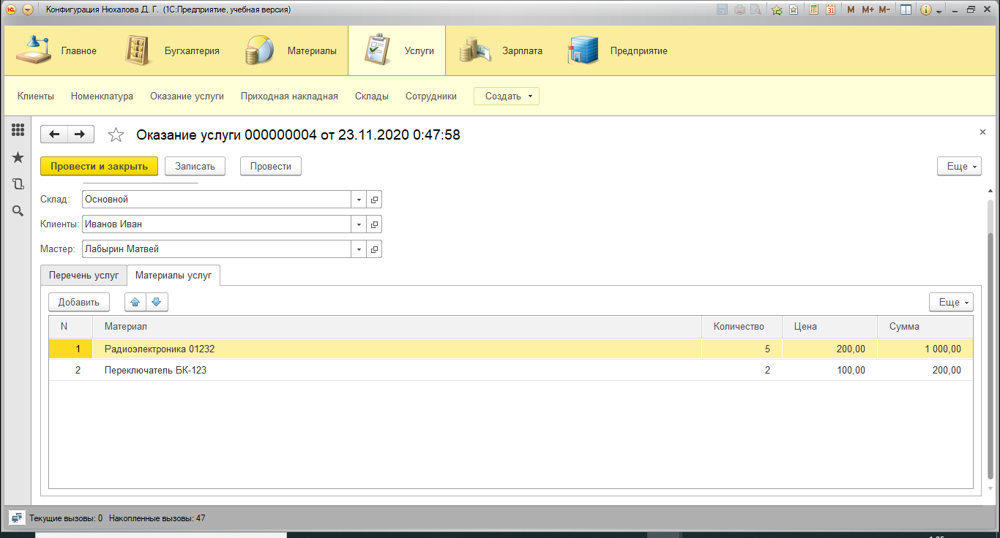 Конфигурация Нюхалова Д. Г. (1С:Предприятие, учебная версия)
M M+ M-
Главное Бухгалтерия Материалы Услуги Зарплата Предприятие
Клиенты Номенклатура Оказание услуги Приходная накладная Склады Сотрудники Создать
Оказание услуги 000000004 от 23.11.2020 0:47:58
Провести и закрыть Записать Провести Еще
Склад: Основной
Клиенты: Иванов Иван
Мастер: Лабырин Матвей
Перечень услуг Материалы услуг
Добавить Еще
N Материал Количество Цена Сумма
1 Радиоэлектроника 01232 5 200,00 1 000,00
2 Переключатель БК-123 2 100,00 200,00
Текущие вызовы: 0 Накопленные вызовы: 47